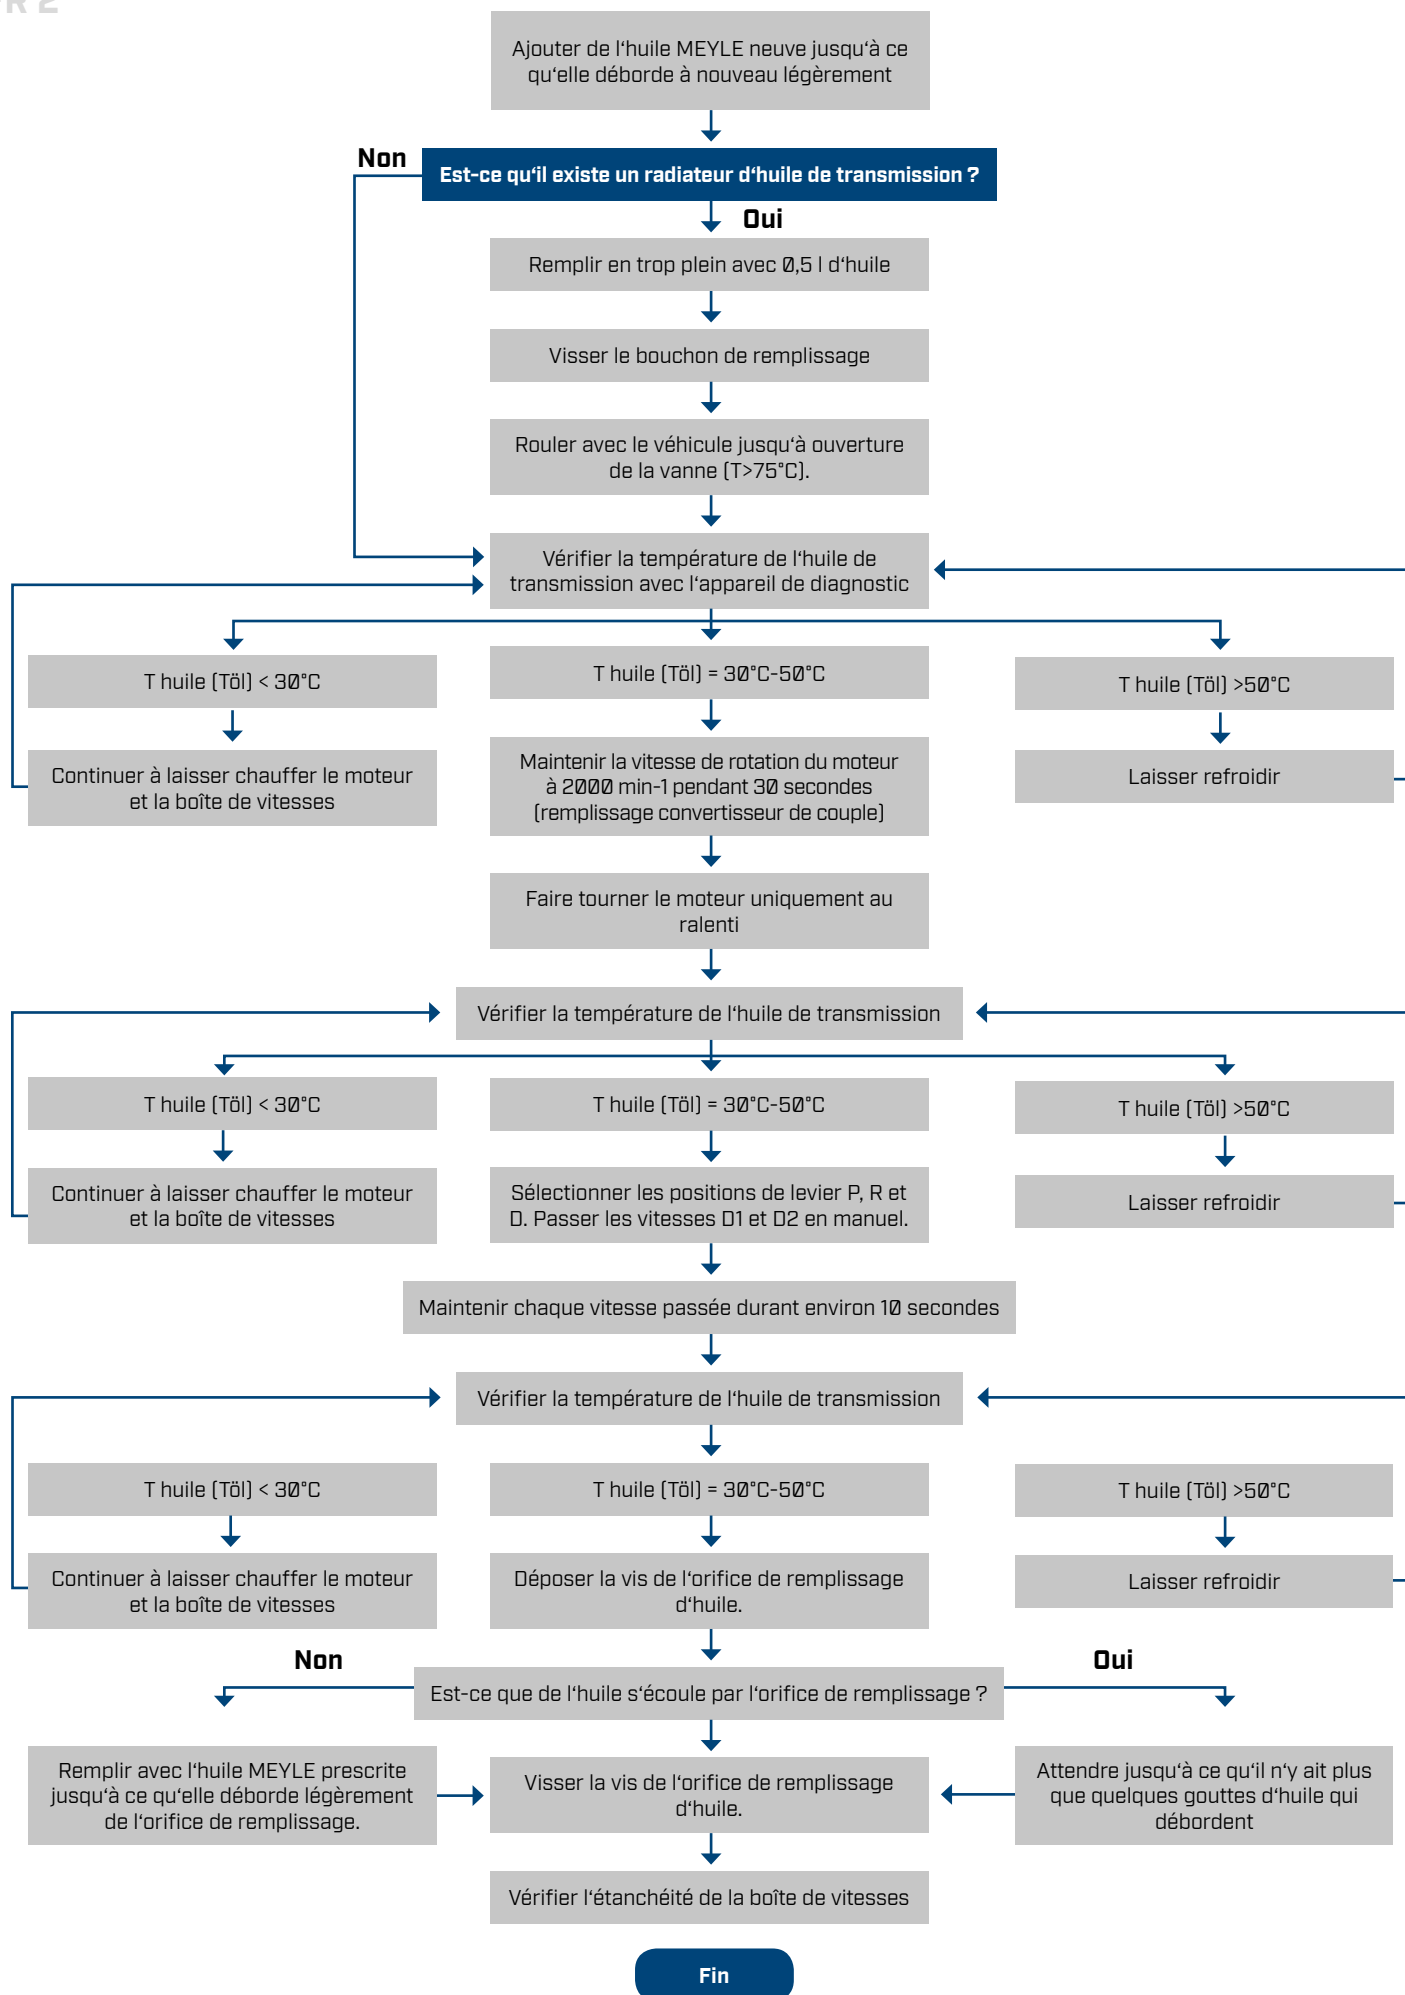 R 2
Ajouter de l‘huile MEYLE neuve jusqu‘à ce
qu‘elle déborde à nouveau légèrement
Non
Est-ce qu‘il existe un radiateur d‘huile de transmission ?
Oui
Remplir en trop plein avec 0,5 l d‘huile
Visser le bouchon de remplissage
Rouler avec le véhicule jusqu‘à ouverture
de la vanne (T>75°C).
Vérifier la température de l‘huile de
transmission avec l‘appareil de diagnostic
T huile (Töl) < 30°C
T huile (Töl) = 30°C-50°C
T huile (Töl) >50°C
Continuer à laisser chauffer le moteur
et la boîte de vitesses
Maintenir la vitesse de rotation du moteur
à 2000 min-1 pendant 30 secondes
(remplissage convertisseur de couple)
Laisser refroidir
Faire tourner le moteur uniquement au
ralenti
Vérifier la température de l‘huile de transmission
T huile (Töl) < 30°C
T huile (Töl) = 30°C-50°C
T huile (Töl) >50°C
Continuer à laisser chauffer le moteur
et la boîte de vitesses
Sélectionner les positions de levier P, R et
D. Passer les vitesses D1 et D2 en manuel.
Laisser refroidir
Maintenir chaque vitesse passée durant environ 10 secondes
Vérifier la température de l‘huile de transmission
T huile (Töl) < 30°C
T huile (Töl) = 30°C-50°C
T huile (Töl) >50°C
Continuer à laisser chauffer le moteur
et la boîte de vitesses
Déposer la vis de l‘orifice de remplissage
d‘huile.
Laisser refroidir
Non
Oui
Est-ce que de l‘huile s‘écoule par l‘orifice de remplissage ?
Remplir avec l‘huile MEYLE prescrite
jusqu‘à ce qu‘elle déborde légèrement
de l‘orifice de remplissage.
Visser la vis de l‘orifice de remplissage
d‘huile.
Attendre jusqu‘à ce qu‘il n‘y ait plus
que quelques gouttes d‘huile qui
débordent
Vérifier l‘étanchéité de la boîte de vitesses
Fin